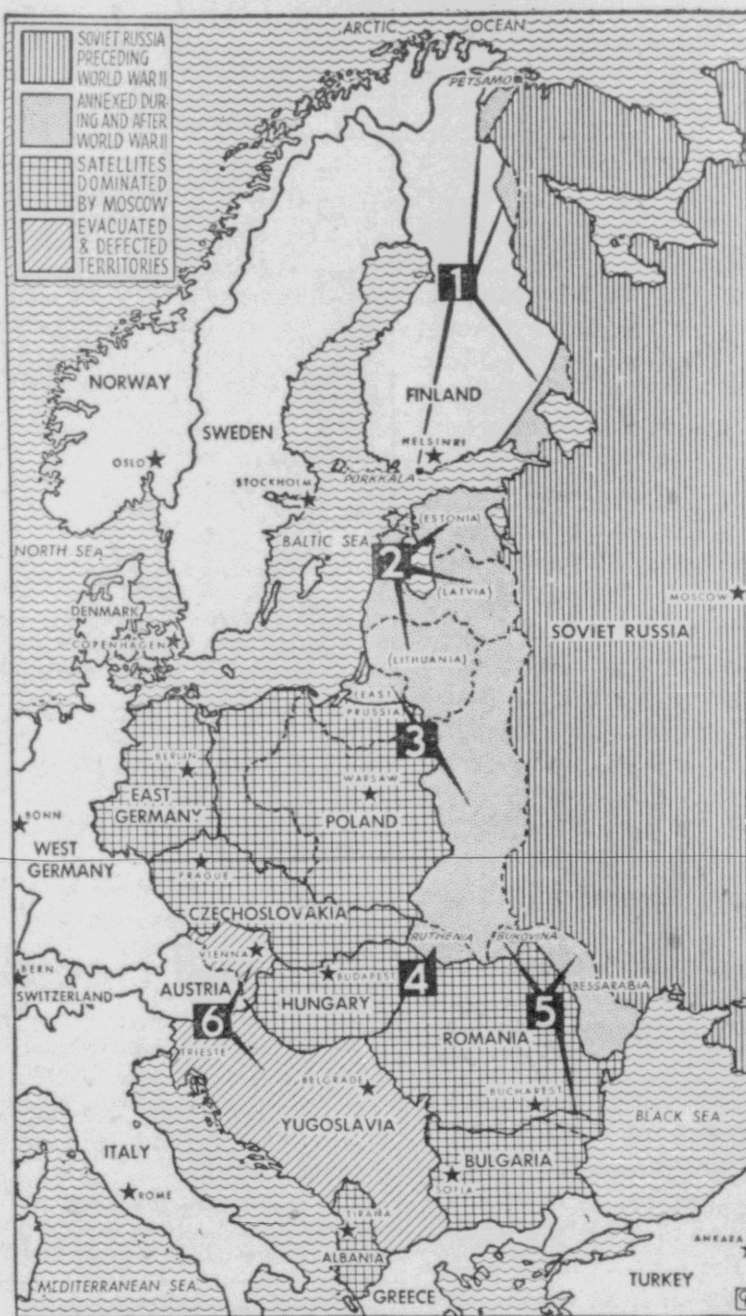 SOVIET RUSSIA
PRECEDING
WORLD WAR II
ANNEXED DUR-
ING AND AFTER
WORLD WAR II
SATELLITES
DOMINATED
BY MOSCOW
EVACUATED
& DEFECTED
TERRITORIES
ARCTIC OCEAN
PETSAMO
1
NORWAY
FINLAND
SWEDEN
HELSINKI
OSLO
PORKKALA
STOCKHOLM
(ESTONIA)
NORTH SEA
BALTIC SEA
2
(LATVIA)
MOSCOW
DENMARK
SOVIET RUSSIA
COPENHAGEN
(LITHUANIA)
(EAST
PRUSSIA)
3
BERLIN
WARSAW
EAST
GERMANY
POLAND
BONN
WEST
GERMANY
PRAGUE
CZECHOSLOVAKIA
RUTHENIA
BUKOVINA
VIENNA
BERN
BUDAPEST
4
SWITZERLAND
AUSTRIA
HUNGARY
BESSARABIA
5
6
ROMANIA
TRIESTE
BELGRADE
BUCHAREST
YUGOSLAVIA
BLACK SEA
ITALY
BULGARIA
SOFIA
ROME
TIRANA
ANKARA
ALBANIA
MEDITERRANEAN SEA
GREECE
TURKEY